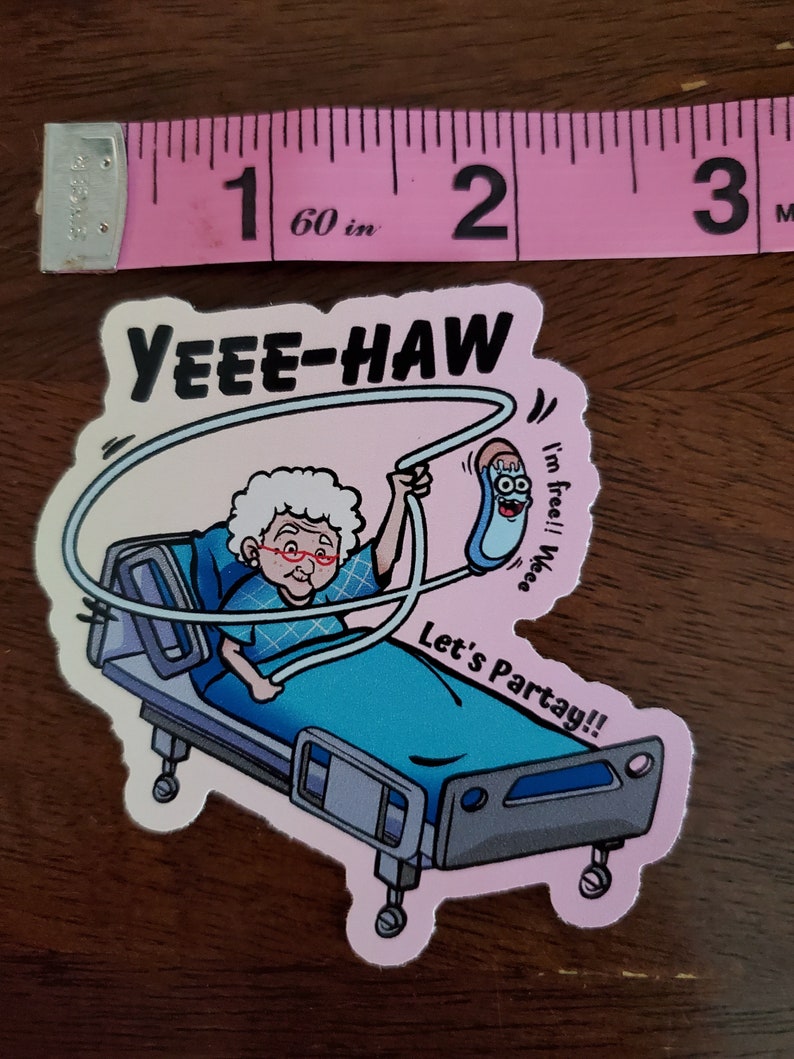 1 60 in 2 3 M
YEEE-HAW
I'm free!! Weee
Let's Partay!!